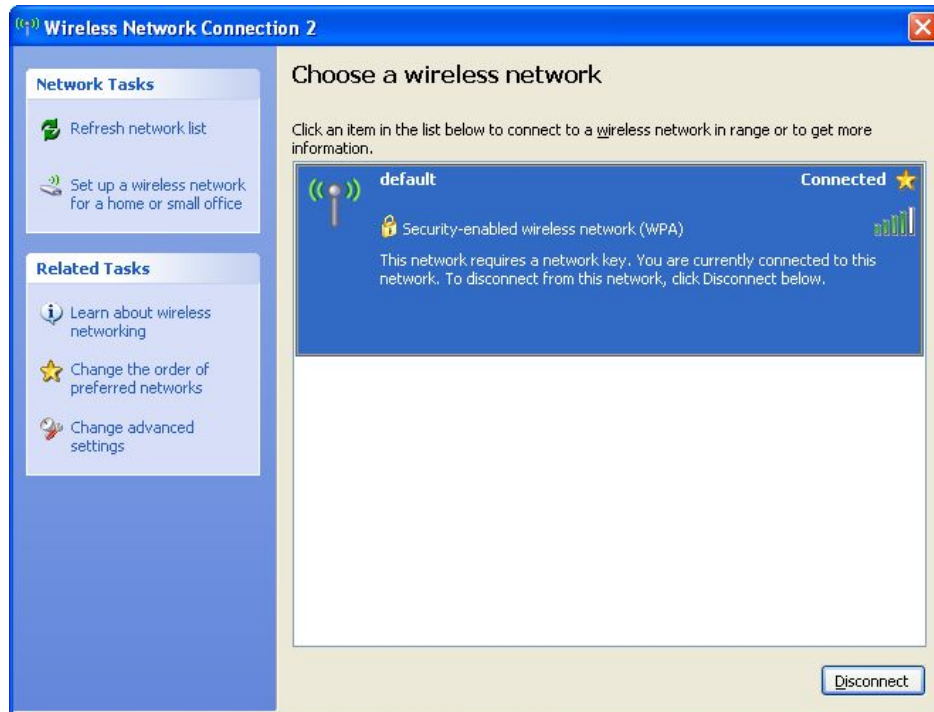 Wireless Network Connection 2
Network Tasks
Refresh network list
Set up a wireless network
for a home or small office
Related Tasks
Learn about wireless
networking
Change the order of
preferred networks
Change advanced
settings
Choose a wireless network
Click an item in the list below to connect to a wireless network in range or to get more
information.
default
Connected
Security-enabled wireless network (WPA)
This network requires a network key. You are currently connected to this
network. To disconnect from this network, click Disconnect below.
Disconnect